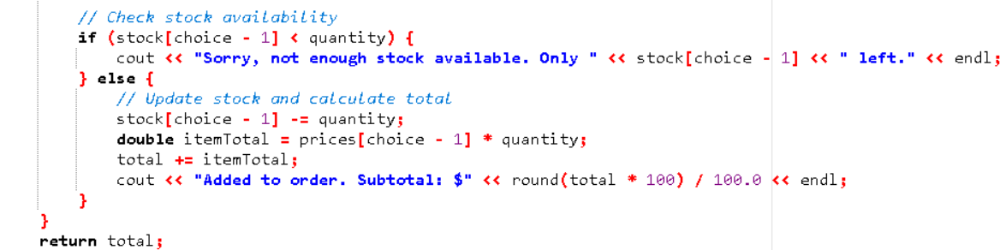 // Check stock availability
if (stock[choice - 1] < quantity) {
cout << "Sorry, not enough stock available. Only " << stock[choice - 1] << " left." << endl;
} else {
// Update stock and calculate total
stock[choice - 1] -= quantity;
double itemTotal = prices[choice - 1] * quantity;
total += itemTotal;
cout << "Added to order. Subtotal: $" << round(total * 100) / 100.0 << endl;
}
}
return total;